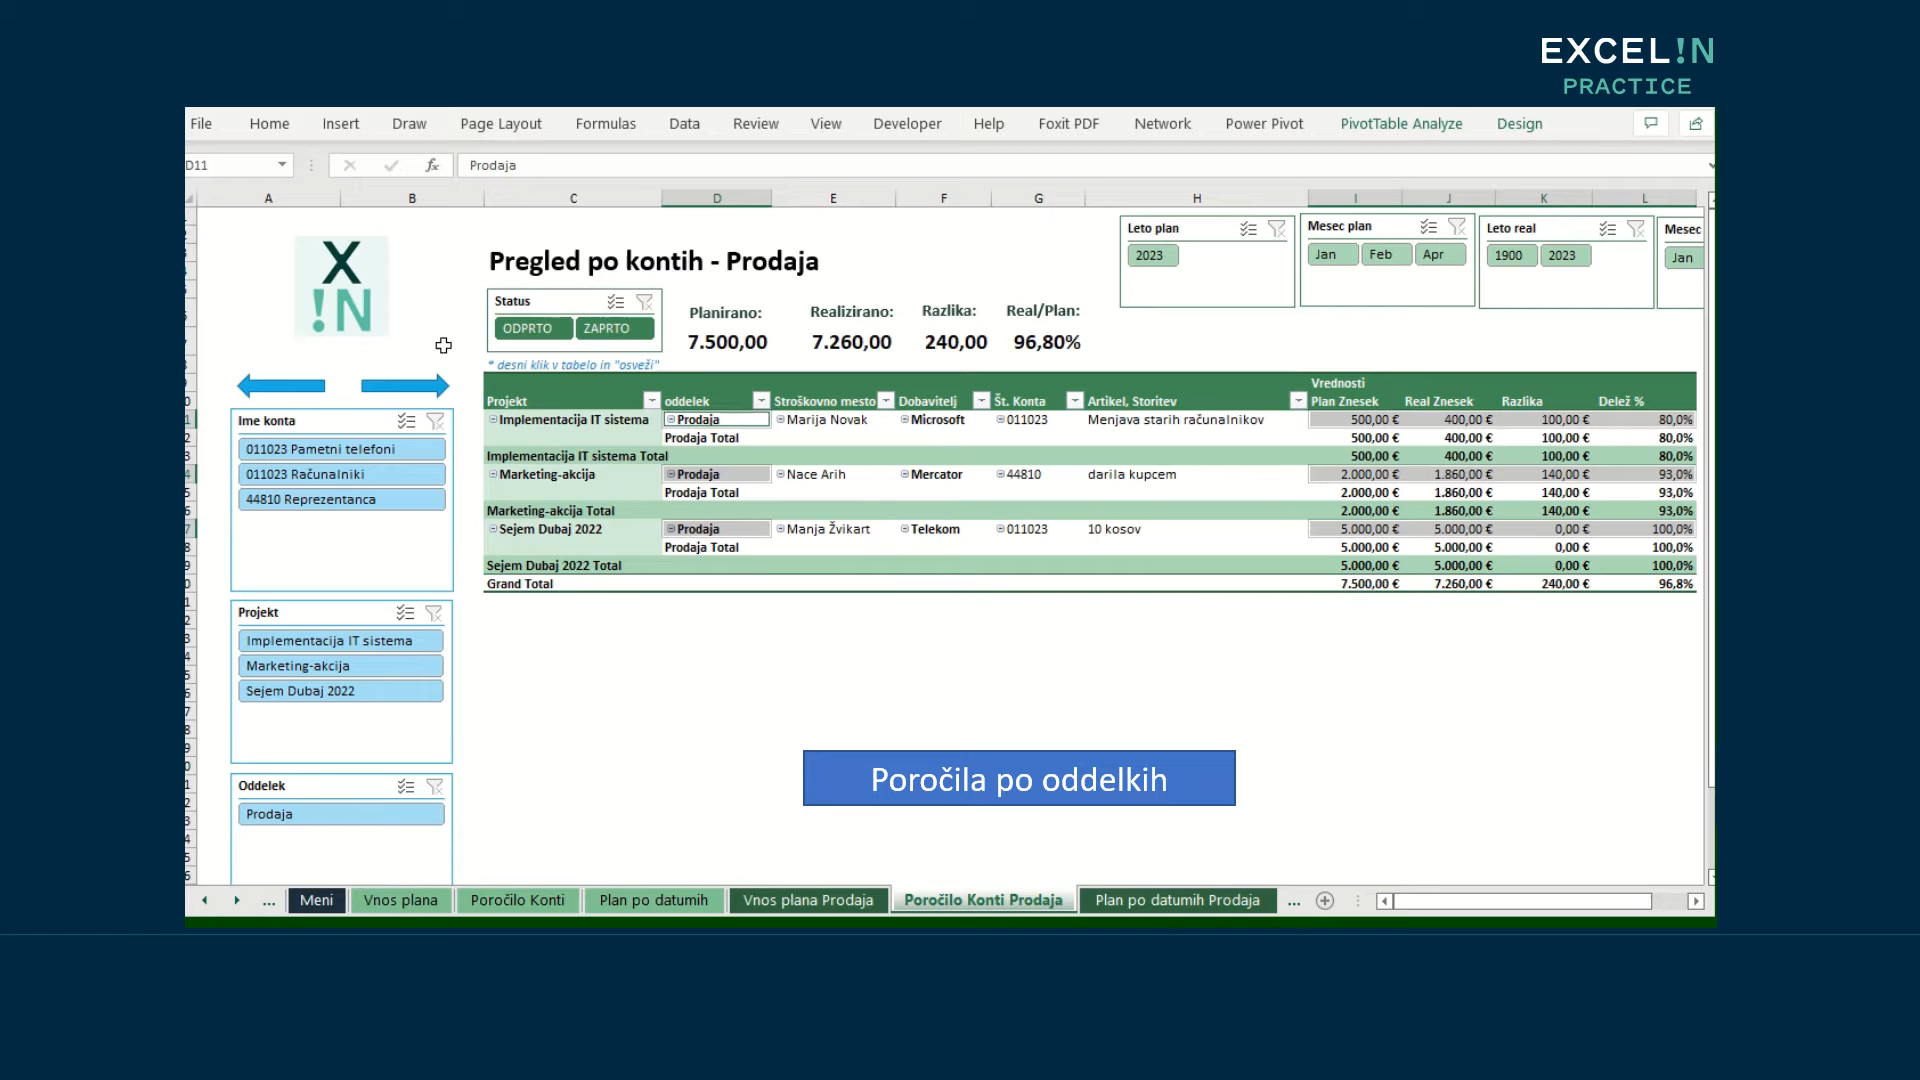 EXCEL!N
PRACTICE
File Home Insert Draw Page Layout Formulas Data Review View Developer Help Foxit PDF Network Power Pivot PivotTable Analyze Design
D11 fx Prodaja
A B C D E F G H I J K L
X
!N
Pregled po kontih - Prodaja
Leto plan
2023
Mesec plan
Jan Feb Apr
Leto real
1900 2023
Mesec
Jan
Status
ODPRTO ZAPRTO
Planirano: Realizirano: Razlika: Real/Plan:
7.500,00 7.260,00 240,00 96,80%
* desni klik v tabelo in "osveži"
Vrednosti
Projekt oddelek Stroškovno mesto Dobavitelj Št. Konta Artikel, Storitev Plan Znesek Real Znesek Razlika Delež %
Implementacija IT sistema Prodaja Marija Novak Microsoft 011023 Menjava starih računalnikov 500,00 € 400,00 € 100,00 € 80,0%
Prodaja Total 500,00 € 400,00 € 100,00 € 80,0%
Implementacija IT sistema Total 500,00 € 400,00 € 100,00 € 80,0%
Marketing-akcija Prodaja Nace Arih Mercator 44810 darila kupcem 2.000,00 € 1.860,00 € 140,00 € 93,0%
Prodaja Total 2.000,00 € 1.860,00 € 140,00 € 93,0%
Marketing-akcija Total 2.000,00 € 1.860,00 € 140,00 € 93,0%
Sejem Dubaj 2022 Prodaja Manja Žvikart Telekom 011023 10 kosov 5.000,00 € 5.000,00 € 0,00 € 100,0%
Prodaja Total 5.000,00 € 5.000,00 € 0,00 € 100,0%
Sejem Dubaj 2022 Total 5.000,00 € 5.000,00 € 0,00 € 100,0%
Grand Total 7.500,00 € 7.260,00 € 240,00 € 96,8%
Ime konta
011023 Pametni telefoni
011023 Računalniki
44810 Reprezentanca
Projekt
Implementacija IT sistema
Marketing-akcija
Sejem Dubaj 2022
Oddelek
Prodaja
Poročila po oddelkih
... Meni Vnos plana Poročilo Konti Plan po datumih Vnos plana Prodaja Poročilo Konti Prodaja Plan po datumih Prodaja ...